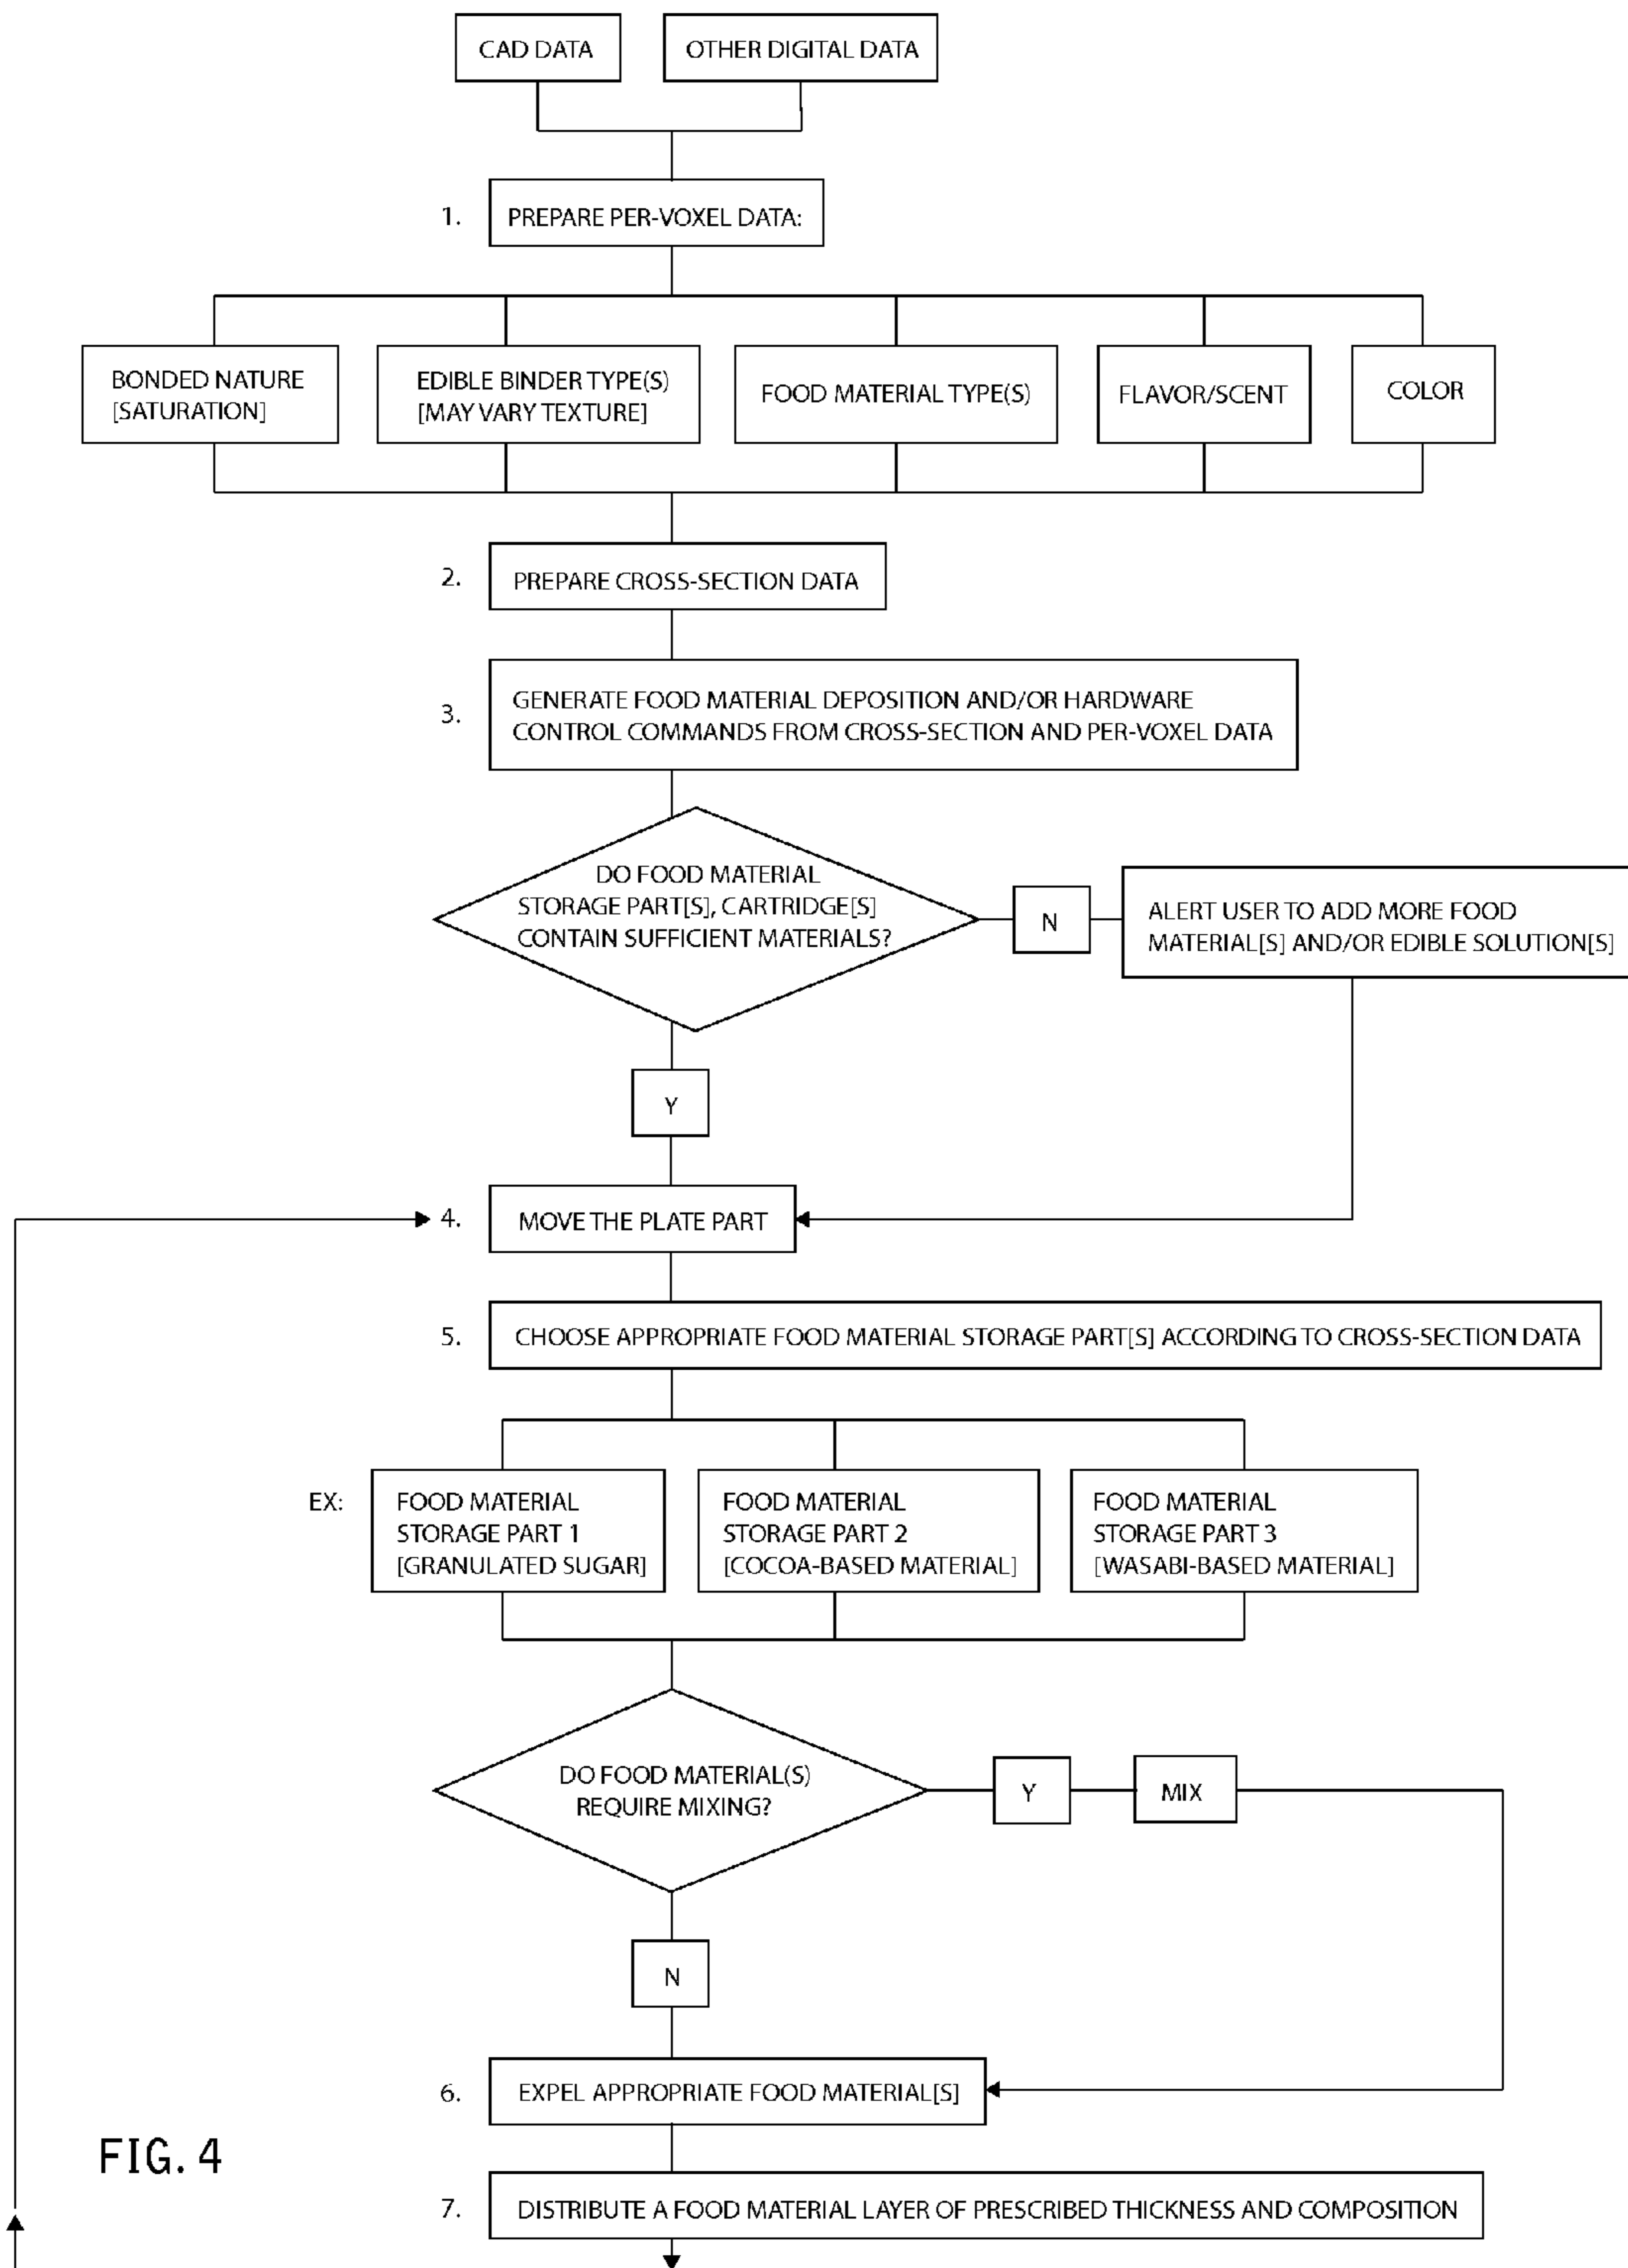 CAD DATA
OTHER DIGITAL DATA
1.
PREPARE PER-VOXEL DATA:
BONDED NATURE
[SATURATION]
EDIBLE BINDER TYPE(S)
[MAY VARY TEXTURE]
FOOD MATERIAL TYPE(S)
FLAVOR/SCENT
COLOR
2.
PREPARE CROSS-SECTION DATA
3.
GENERATE FOOD MATERIAL DEPOSITION AND/OR HARDWARE
CONTROL COMMANDS FROM CROSS-SECTION AND PER-VOXEL DATA
DO FOOD MATERIAL
STORAGE PART[S], CARTRIDGE[S]
CONTAIN SUFFICIENT MATERIALS?
N
ALERT USER TO ADD MORE FOOD
MATERIAL[S] AND/OR EDIBLE SOLUTION[S]
Y
4.
MOVE THE PLATE PART
5.
CHOOSE APPROPRIATE FOOD MATERIAL STORAGE PART[S] ACCORDING TO CROSS-SECTION DATA
EX:
FOOD MATERIAL
STORAGE PART 1
[GRANULATED SUGAR]
FOOD MATERIAL
STORAGE PART 2
[COCOA-BASED MATERIAL]
FOOD MATERIAL
STORAGE PART 3
[WASABI-BASED MATERIAL]
DO FOOD MATERIAL(S)
REQUIRE MIXING?
Y
MIX
N
6.
EXPEL APPROPRIATE FOOD MATERIAL[S]
FIG. 4
7.
DISTRIBUTE A FOOD MATERIAL LAYER OF PRESCRIBED THICKNESS AND COMPOSITION